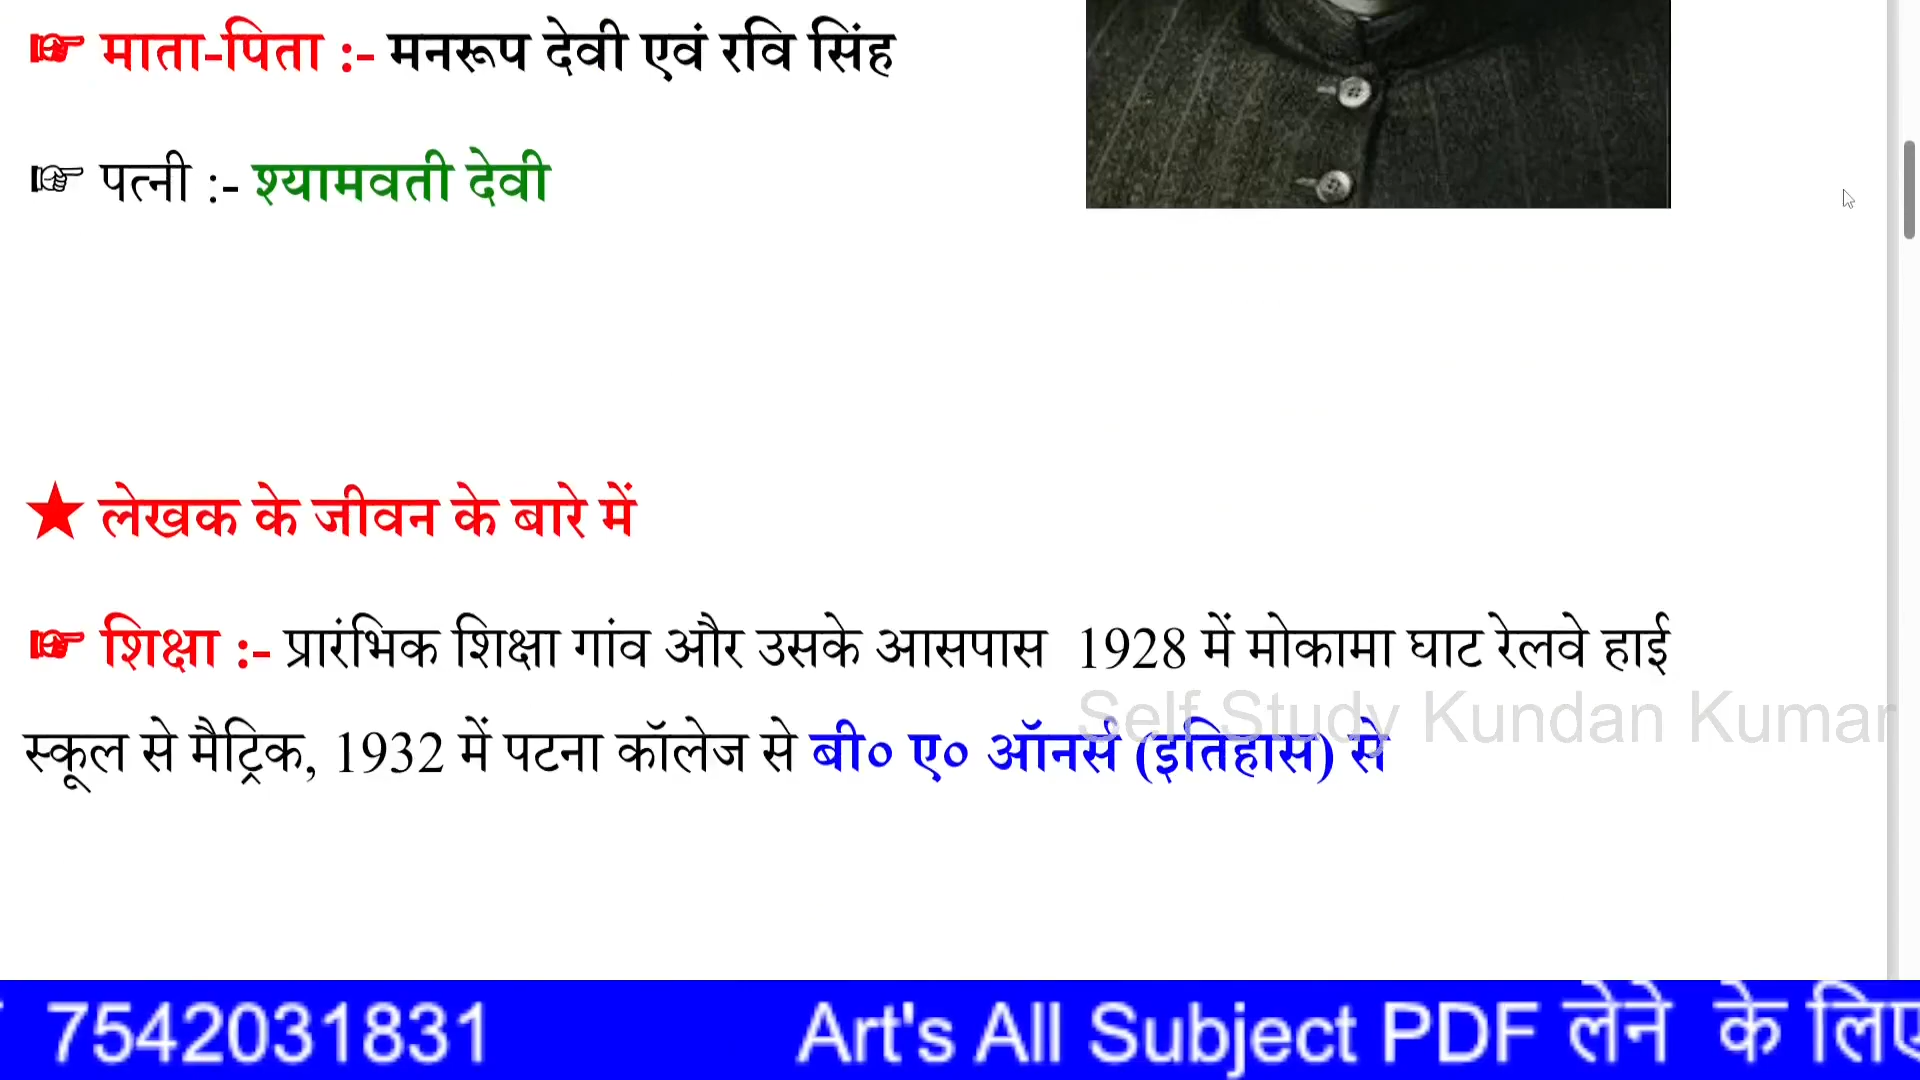 ☞ माता-पिता :- मनरूप देवी एवं रवि सिंह
☞ पत्नी :- श्यामवती देवी
★ लेखक के जीवन के बारे में
☞ शिक्षा :- प्रारंभिक शिक्षा गांव और उसके आसपास 1928 में मोकामा घाट रेलवे हाई
स्कूल से मैट्रिक, 1932 में पटना कॉलेज से बी० ए० ऑनर्स (इतिहास) से
Self Study Kundan Kumar
7542031831 Art's All Subject PDF लेने के लिए